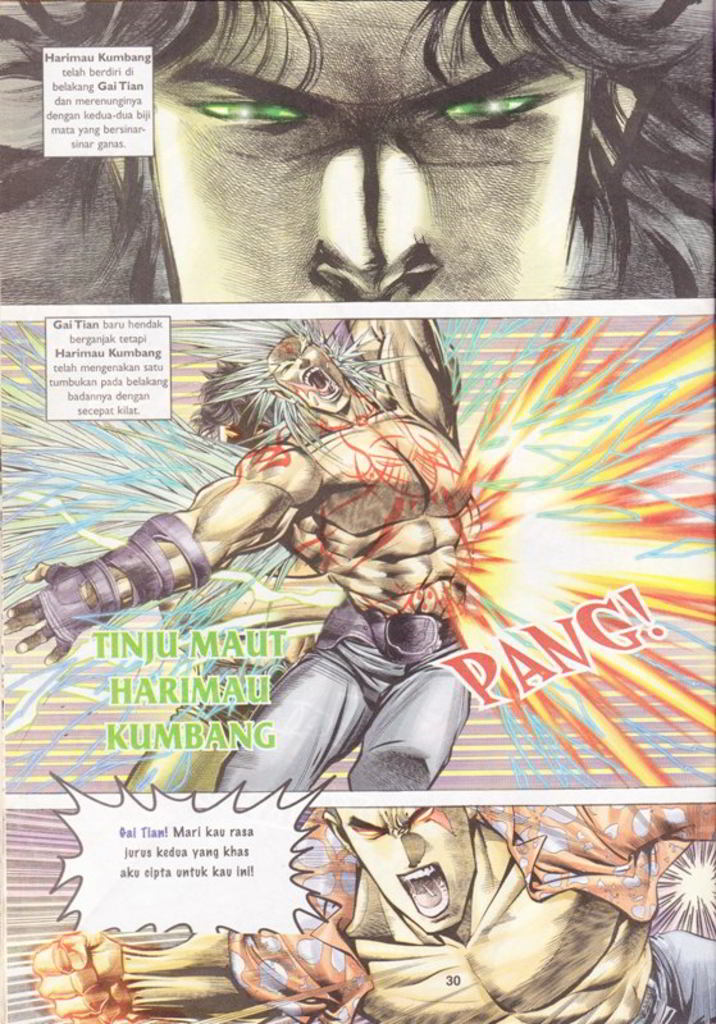 Harimau Kumbang
telah berdiri di
belakang Gai Tian
dan merenunginya
dengan kedua-dua biji
mata yang bersinar-
sinar ganas.
Gai Tian baru hendak
berganjak tetapi
Harimau Kumbang
telah mengenakan satu
tumbukan pada belakang
badannya dengan
secepat kilat.
TINJU MAUT
HARIMAU
KUMBANG
PANG!
Gai Tian! Mari kau rasa
jurus kedua yang khas
aku cipta untuk kau ini!
30